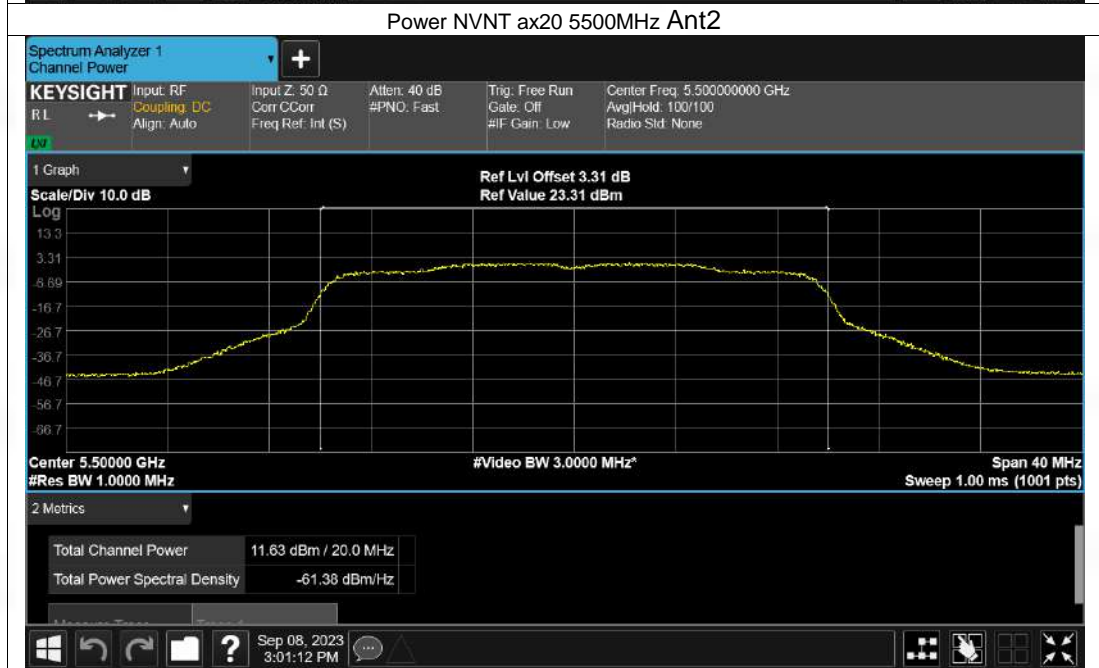 Power NVNT ax20 5500MHz Ant2
Spectrum Analyzer 1
Channel Power
+
KEYSIGHT Input: RF Input Z: 50 Ω Atten: 40 dB Trig: Free Run Center Freq: 5.500000000 GHz
RL Coupling: DC Corr CCorr #PNO: Fast Gate: Off Avg|Hold: 100/100
Align: Auto Freq Ref: Int (S) #IF Gain: Low Radio Std: None
LXI
1 Graph
Ref Lvl Offset 3.31 dB
Scale/Div 10.0 dB Ref Value 23.31 dBm
Log
13.3
3.31
-6.69
-16.7
-26.7
-36.7
-46.7
-56.7
-66.7
Center 5.50000 GHz #Video BW 3.0000 MHz* Span 40 MHz
#Res BW 1.0000 MHz Sweep 1.00 ms (1001 pts)
2 Metrics
Total Channel Power 11.63 dBm / 20.0 MHz
Total Power Spectral Density -61.38 dBm/Hz
? Sep 08, 2023
3:01:12 PM